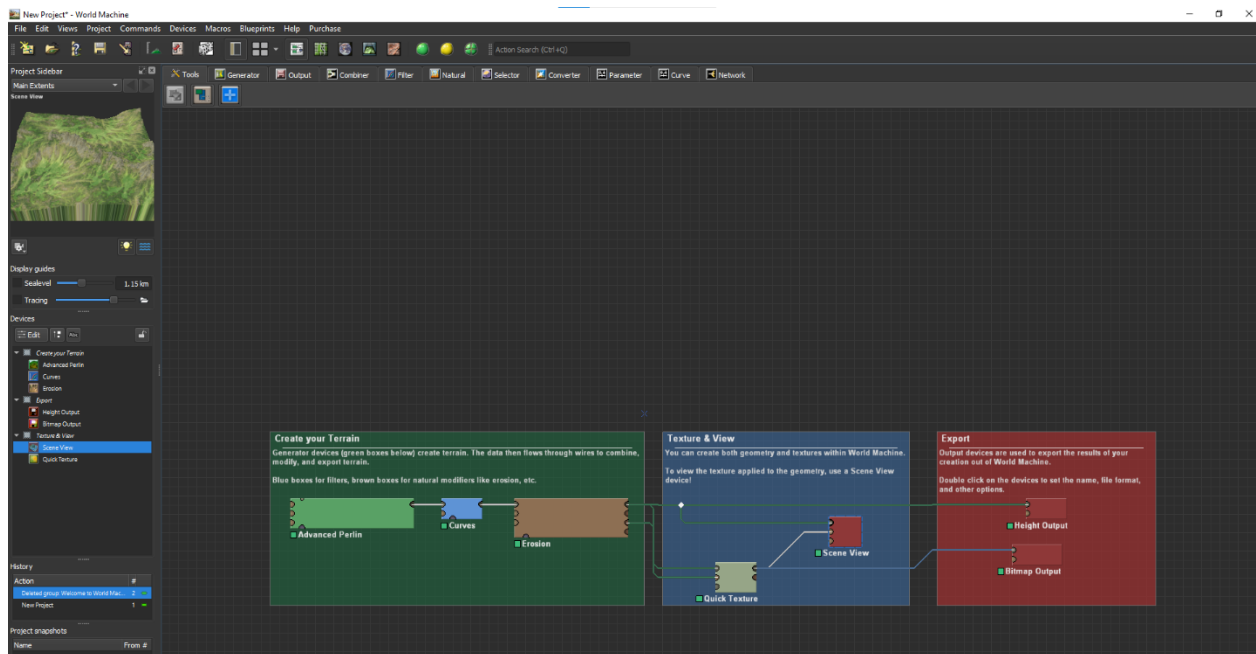 New Project* - World Machine
File Edit Views Project Commands Devices Macros Blueprints Help Purchase
Action Search (Ctrl+Q)
Project Sidebar
Main Extents
Scene View
Tools Generator Output Combiner Filter Natural Selector Converter Parameter Curve Network
Display guides
Sealevel 1.15 km
Tracing
Devices
Edit
Create your Terrain
Advanced Perlin
Curves
Erosion
Export
Height Output
Bitmap Output
Texture & View
Scene View
Quick Texture
History
Action #
Deleted group: Welcome to World Mac... 2
New Project 1
Project snapshots
Name From #
Create your Terrain
Generator devices (green boxes below) create terrain. The data then flows through wires to combine,
modify, and export terrain.
Blue boxes for filters, brown boxes for natural modifiers like erosion, etc.
Advanced Perlin
Curves
Erosion
Texture & View
You can create both geometry and textures within World Machine.
To view the texture applied to the geometry, use a Scene View
device!
Scene View
Quick Texture
Export
Output devices are used to export the results of your
creation out of World Machine.
Double click on the devices to set the name, file format,
and other options.
Height Output
Bitmap Output